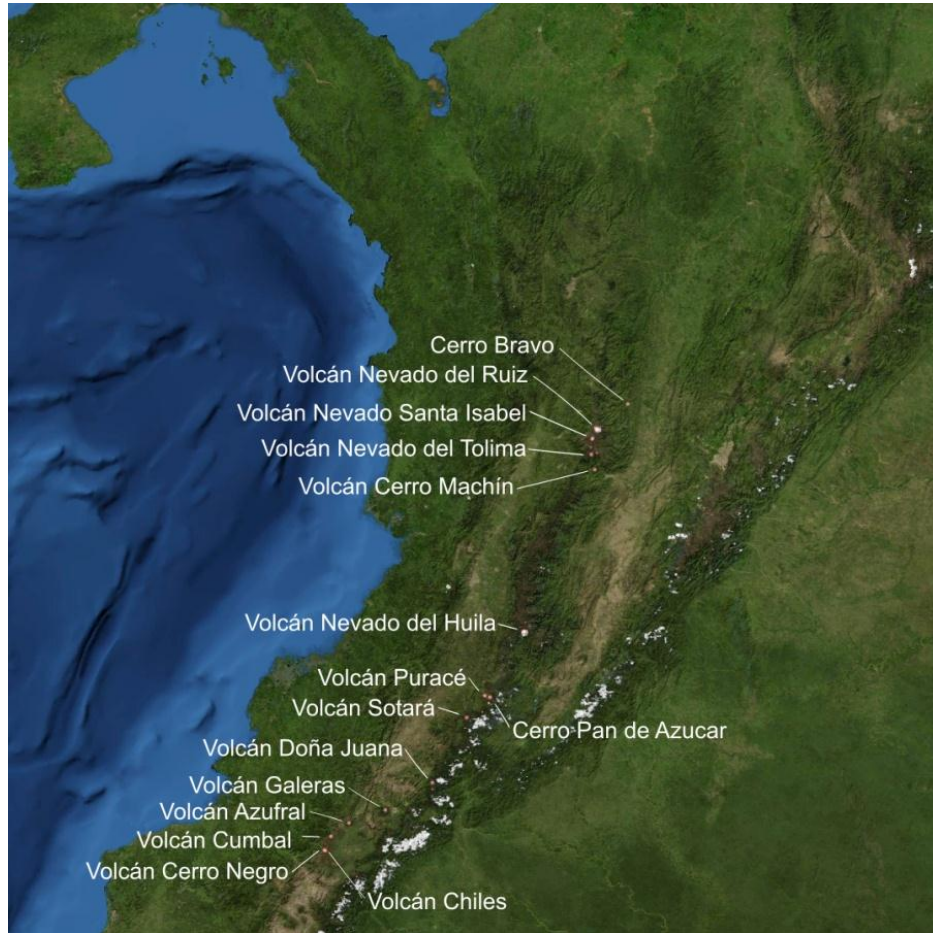 Cerro Bravo
Volcán Nevado del Ruiz
Volcán Nevado Santa Isabel
Volcán Nevado del Tolima
Volcán Cerro Machín
Volcán Nevado del Huila
Volcán Puracé
Volcán Sotará
Cerro Pan de Azucar
Volcán Doña Juana
Volcán Galeras
Volcán Azufral
Volcán Cumbal
Volcán Cerro Negro
Volcán Chiles